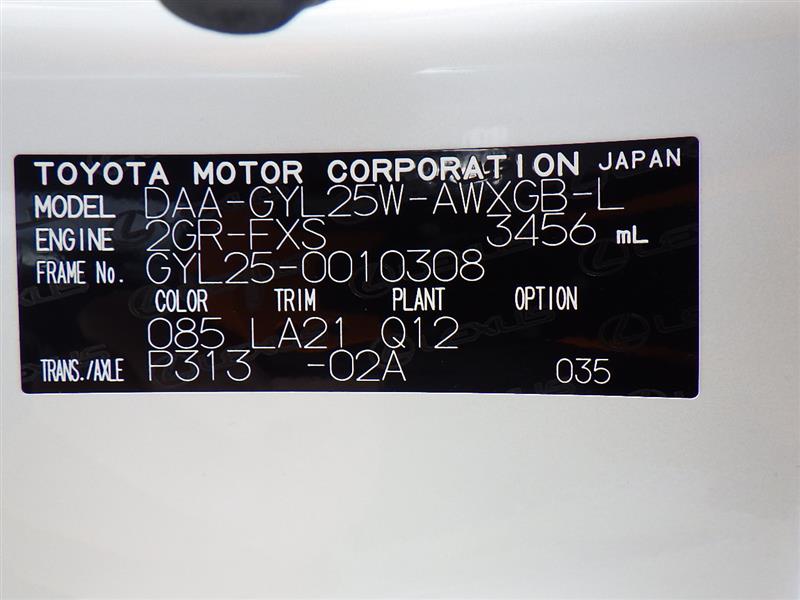 TOYOTA MOTOR CORPORATION JAPAN
MODEL DAA-GYL25W-AWXGB-L
ENGINE 2GR-FXS 3456 mL
FRAME No. GYL25-0010308
COLOR TRIM PLANT OPTION
085 LA21 Q12
TRANS./AXLE P313 -02A 035
LEXUS